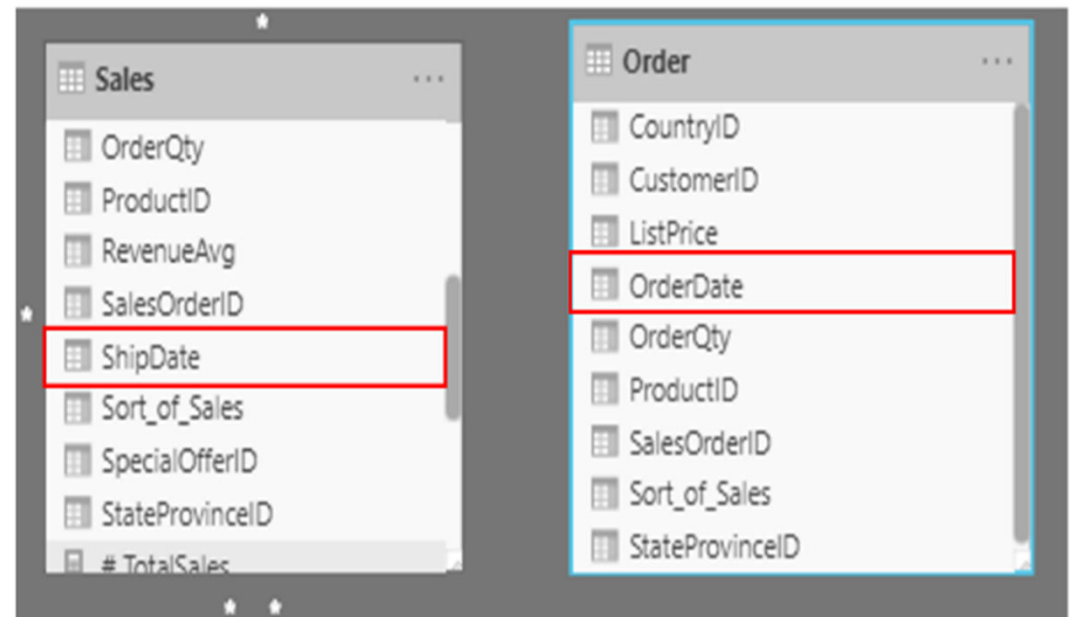 *
Sales
...
OrderQty
ProductID
RevenueAvg
SalesOrderID
*
ShipDate
Sort_of_Sales
SpecialOfferID
StateProvinceID
# TotalSales
* *
Order
...
CountryID
CustomerID
ListPrice
OrderDate
OrderQty
ProductID
SalesOrderID
Sort_of_Sales
StateProvinceID